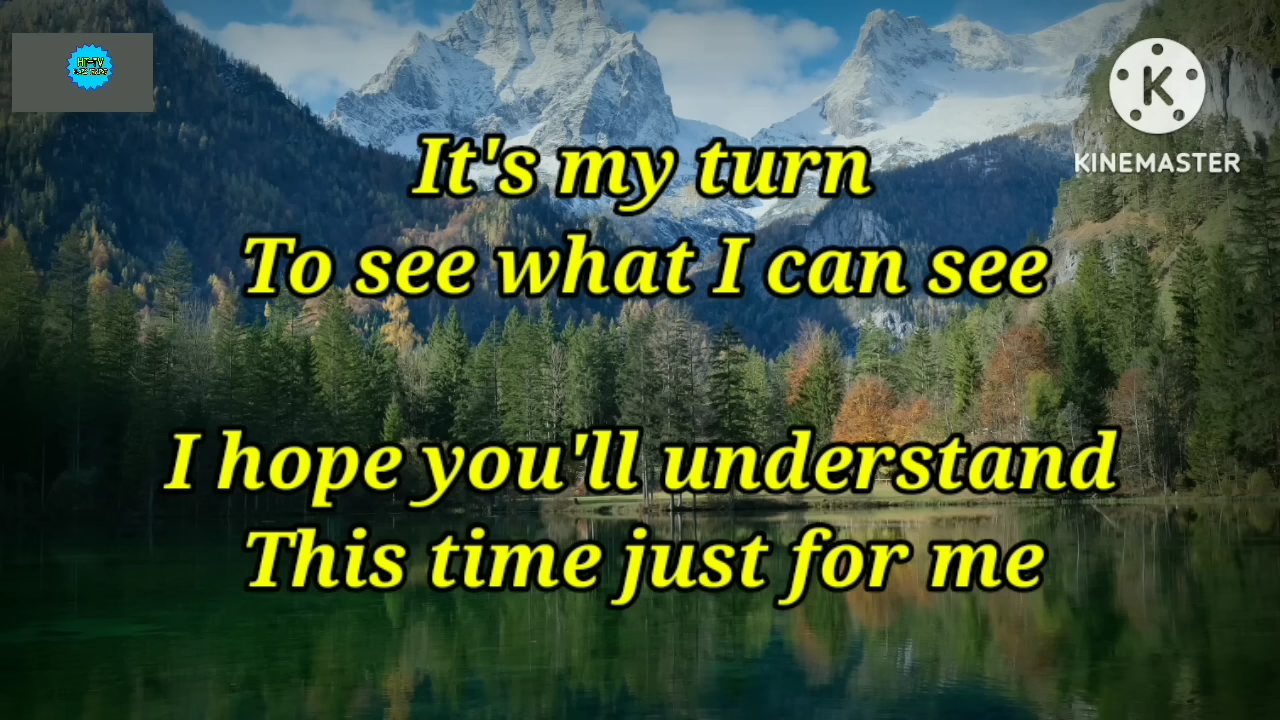 K
KINEMASTER
It's my turn
To see what I can see
I hope you'll understand
This time just for me